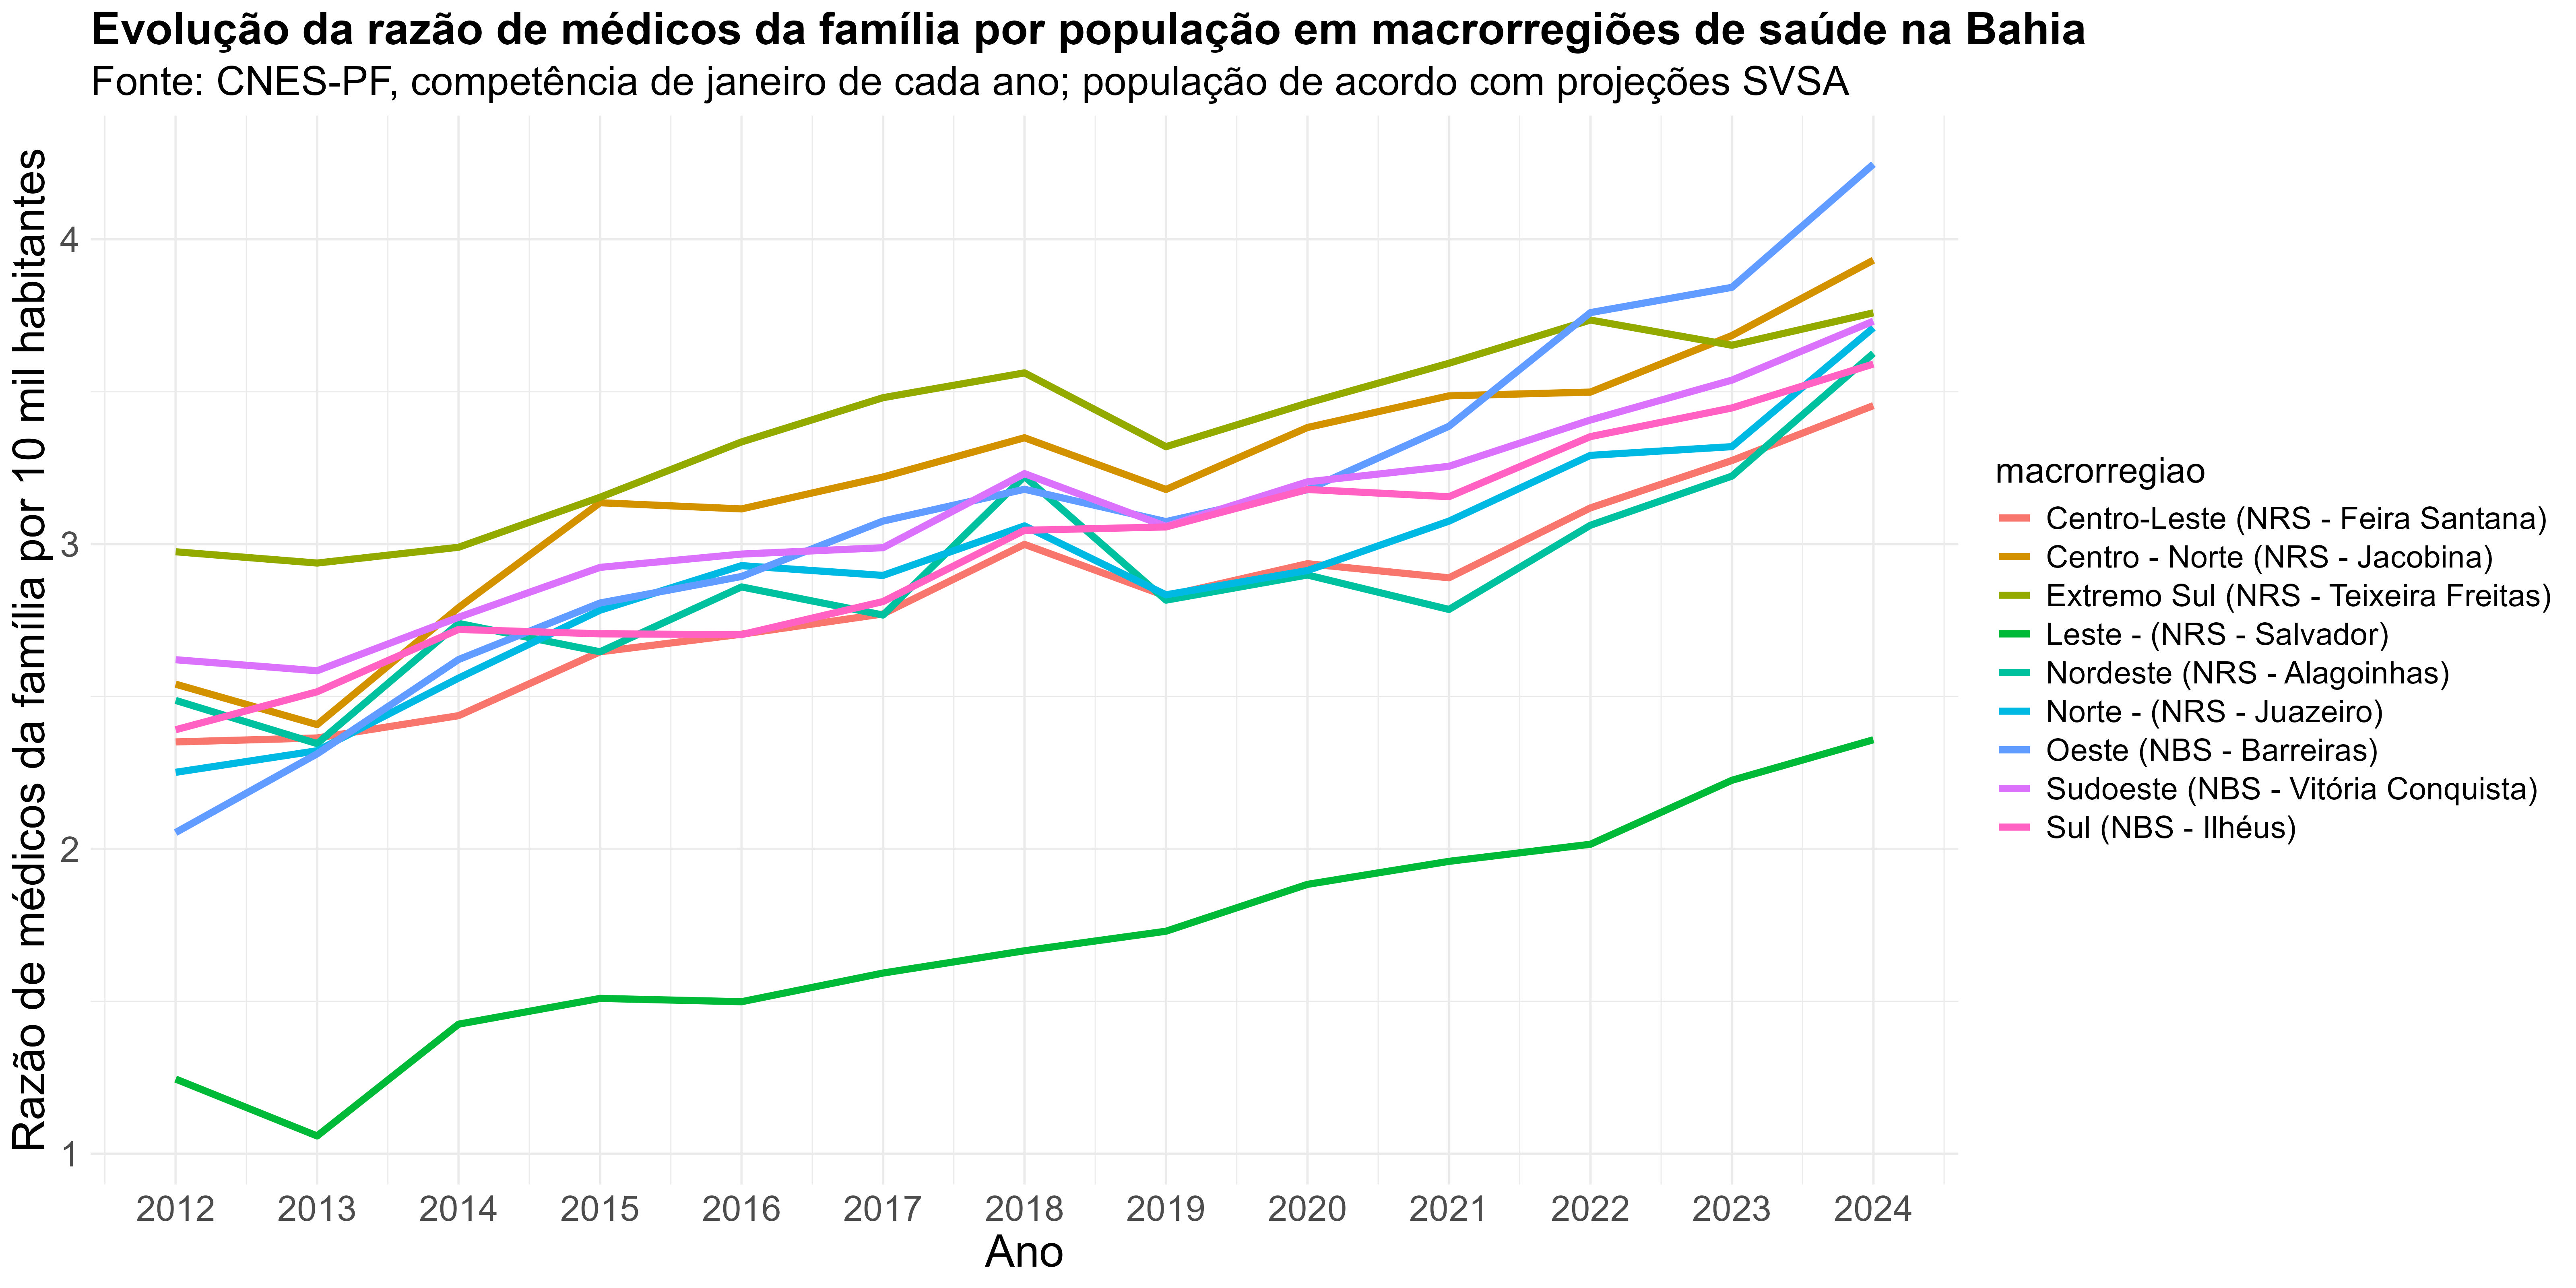 Evolução da razão de médicos da família por população em macrorregiões de saúde na Bahia
Fonte: CNES-PF, competência de janeiro de cada ano; população de acordo com projeções SVSA
Razão de médicos da família por 10 mil habitantes
4
3
2
1
2012 2013 2014 2015 2016 2017 2018 2019 2020 2021 2022 2023 2024
Ano
macrorregiao
Centro-Leste (NRS - Feira Santana)
Centro - Norte (NRS - Jacobina)
Extremo Sul (NRS - Teixeira Freitas)
Leste - (NRS - Salvador)
Nordeste (NRS - Alagoinhas)
Norte - (NRS - Juazeiro)
Oeste (NBS - Barreiras)
Sudoeste (NBS - Vitória Conquista)
Sul (NBS - Ilhéus)